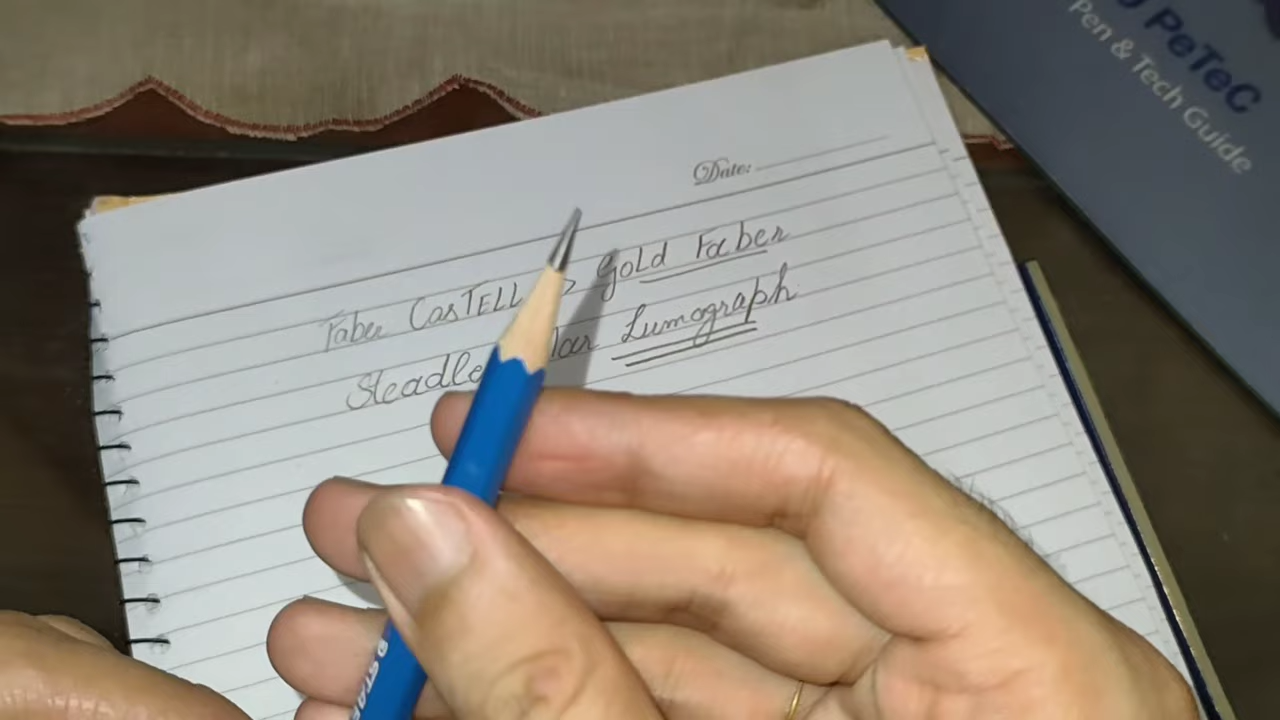 PeTeC
Pen & Tech Guide
Date:
Faber CasTELL > Gold Faber
Lumograph